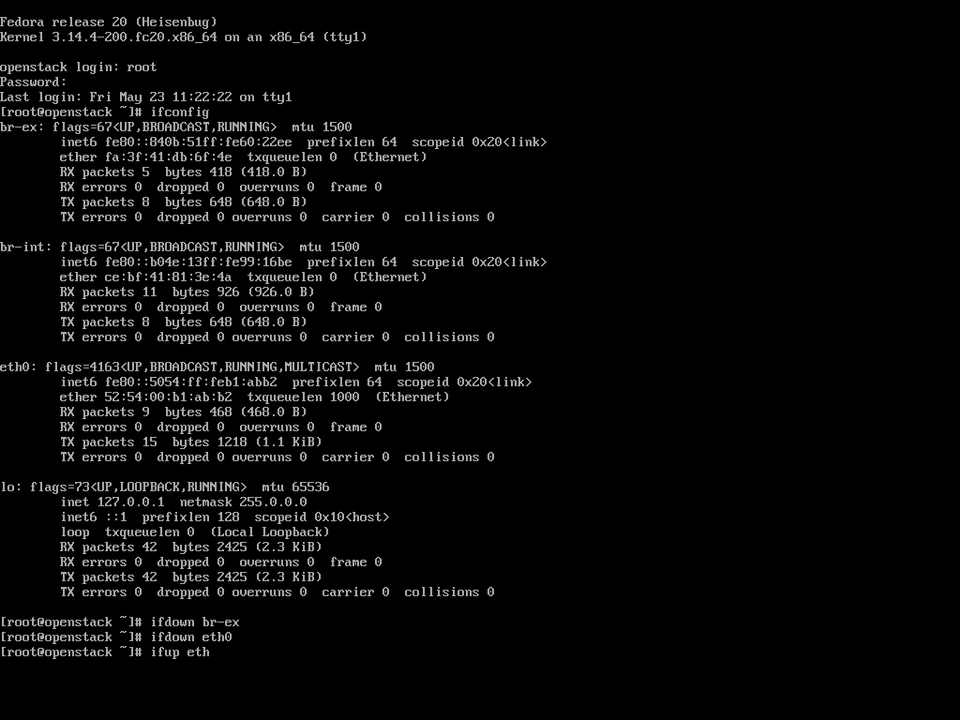 Fedora release 20 (Heisenbug)
Kernel 3.14.4-200.fc20.x86_64 on an x86_64 (tty1)

openstack login: root
Password:
Last login: Fri May 23 11:22:22 on tty1
[root@openstack ~]# ifconfig
br-ex: flags=67<UP,BROADCAST,RUNNING>  mtu 1500
        inet6 fe80::840b:51ff:fe60:22ee  prefixlen 64  scopeid 0x20<link>
        ether fa:3f:41:db:6f:4e  txqueuelen 0  (Ethernet)
        RX packets 5  bytes 418 (418.0 B)
        RX errors 0  dropped 0  overruns 0  frame 0
        TX packets 8  bytes 648 (648.0 B)
        TX errors 0  dropped 0 overruns 0  carrier 0  collisions 0

br-int: flags=67<UP,BROADCAST,RUNNING>  mtu 1500
        inet6 fe80::b04e:13ff:fe99:16be  prefixlen 64  scopeid 0x20<link>
        ether ce:bf:41:81:3e:4a  txqueuelen 0  (Ethernet)
        RX packets 11  bytes 926 (926.0 B)
        RX errors 0  dropped 0  overruns 0  frame 0
        TX packets 8  bytes 648 (648.0 B)
        TX errors 0  dropped 0 overruns 0  carrier 0  collisions 0

eth0: flags=4163<UP,BROADCAST,RUNNING,MULTICAST>  mtu 1500
        inet6 fe80::5054:ff:feb1:abb2  prefixlen 64  scopeid 0x20<link>
        ether 52:54:00:b1:ab:b2  txqueuelen 1000  (Ethernet)
        RX packets 9  bytes 468 (468.0 B)
        RX errors 0  dropped 0  overruns 0  frame 0
        TX packets 15  bytes 1218 (1.1 KiB)
        TX errors 0  dropped 0 overruns 0  carrier 0  collisions 0

lo: flags=73<UP,LOOPBACK,RUNNING>  mtu 65536
        inet 127.0.0.1  netmask 255.0.0.0
        inet6 ::1  prefixlen 128  scopeid 0x10<host>
        loop  txqueuelen 0  (Local Loopback)
        RX packets 42  bytes 2425 (2.3 KiB)
        RX errors 0  dropped 0  overruns 0  frame 0
        TX packets 42  bytes 2425 (2.3 KiB)
        TX errors 0  dropped 0 overruns 0  carrier 0  collisions 0

[root@openstack ~]# ifdown br-ex
[root@openstack ~]# ifdown eth0
[root@openstack ~]# ifup eth